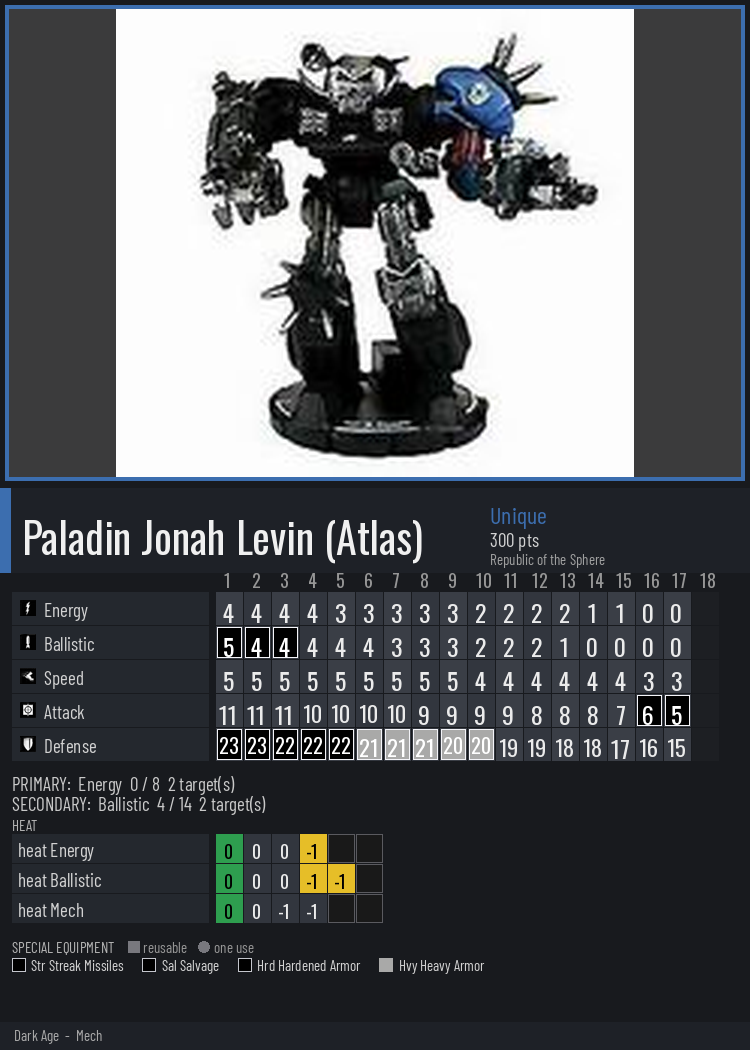 Paladin Jonah Levin (Atlas)
Unique
300 pts
Republic of the Sphere
1 2 3 4 5 6 7 8 9 10 11 12 13 14 15 16 17 18
Energy 4 4 4 4 3 3 3 3 3 2 2 2 2 1 1 0 0
Ballistic 5 4 4 4 4 4 3 3 3 2 2 2 1 0 0 0 0
Speed 5 5 5 5 5 5 5 5 5 4 4 4 4 4 4 3 3
Attack 11 11 11 10 10 10 10 9 9 9 9 8 8 8 7 6 5
Defense 23 23 22 22 22 21 21 21 20 20 19 19 18 18 17 16 15
PRIMARY: Energy 0 / 8 2 target(s)
SECONDARY: Ballistic 4 / 14 2 target(s)
HEAT
heat Energy 0 0 0 -1
heat Ballistic 0 0 0 -1 -1
heat Mech 0 0 -1 -1
SPECIAL EQUIPMENT reusable one use
Str Streak Missiles Sal Salvage Hrd Hardened Armor Hvy Heavy Armor
Dark Age - Mech